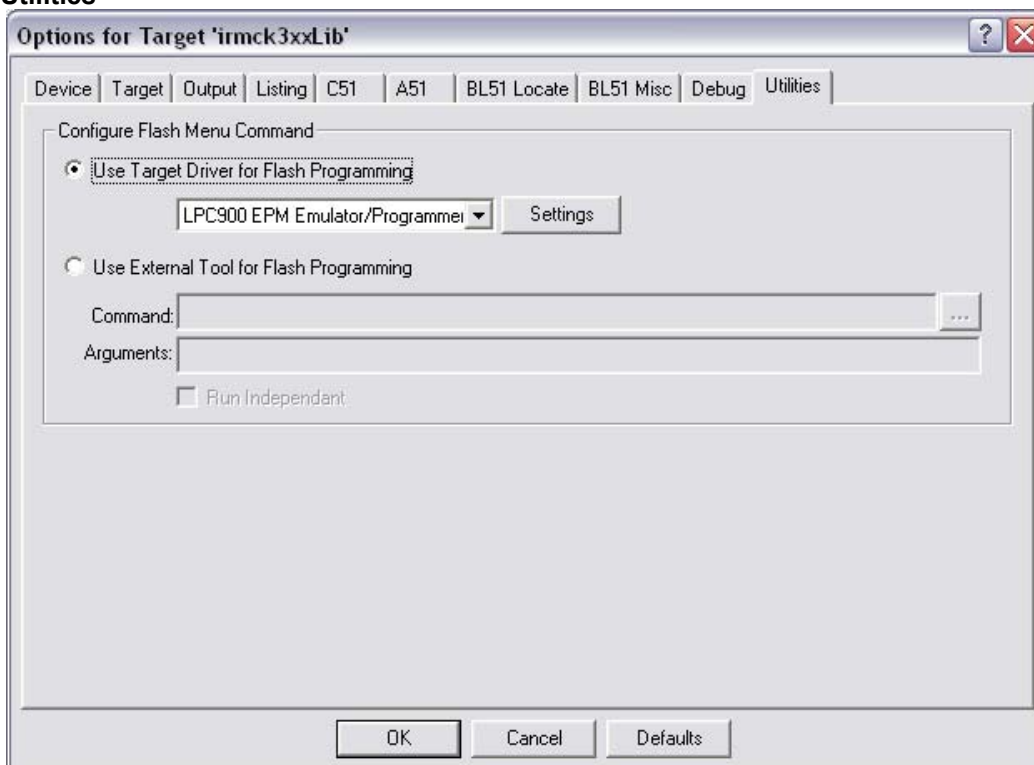 Utilities
Options for Target 'irmck3xxLib'
Device Target Output Listing C51 A51 BL51 Locate BL51 Misc Debug Utilities
Configure Flash Menu Command
Use Target Driver for Flash Programming
LPC900 EPM Emulator/Programmer Settings
Use External Tool for Flash Programming
Command: ...
Arguments:
Run Independant
OK Cancel Defaults